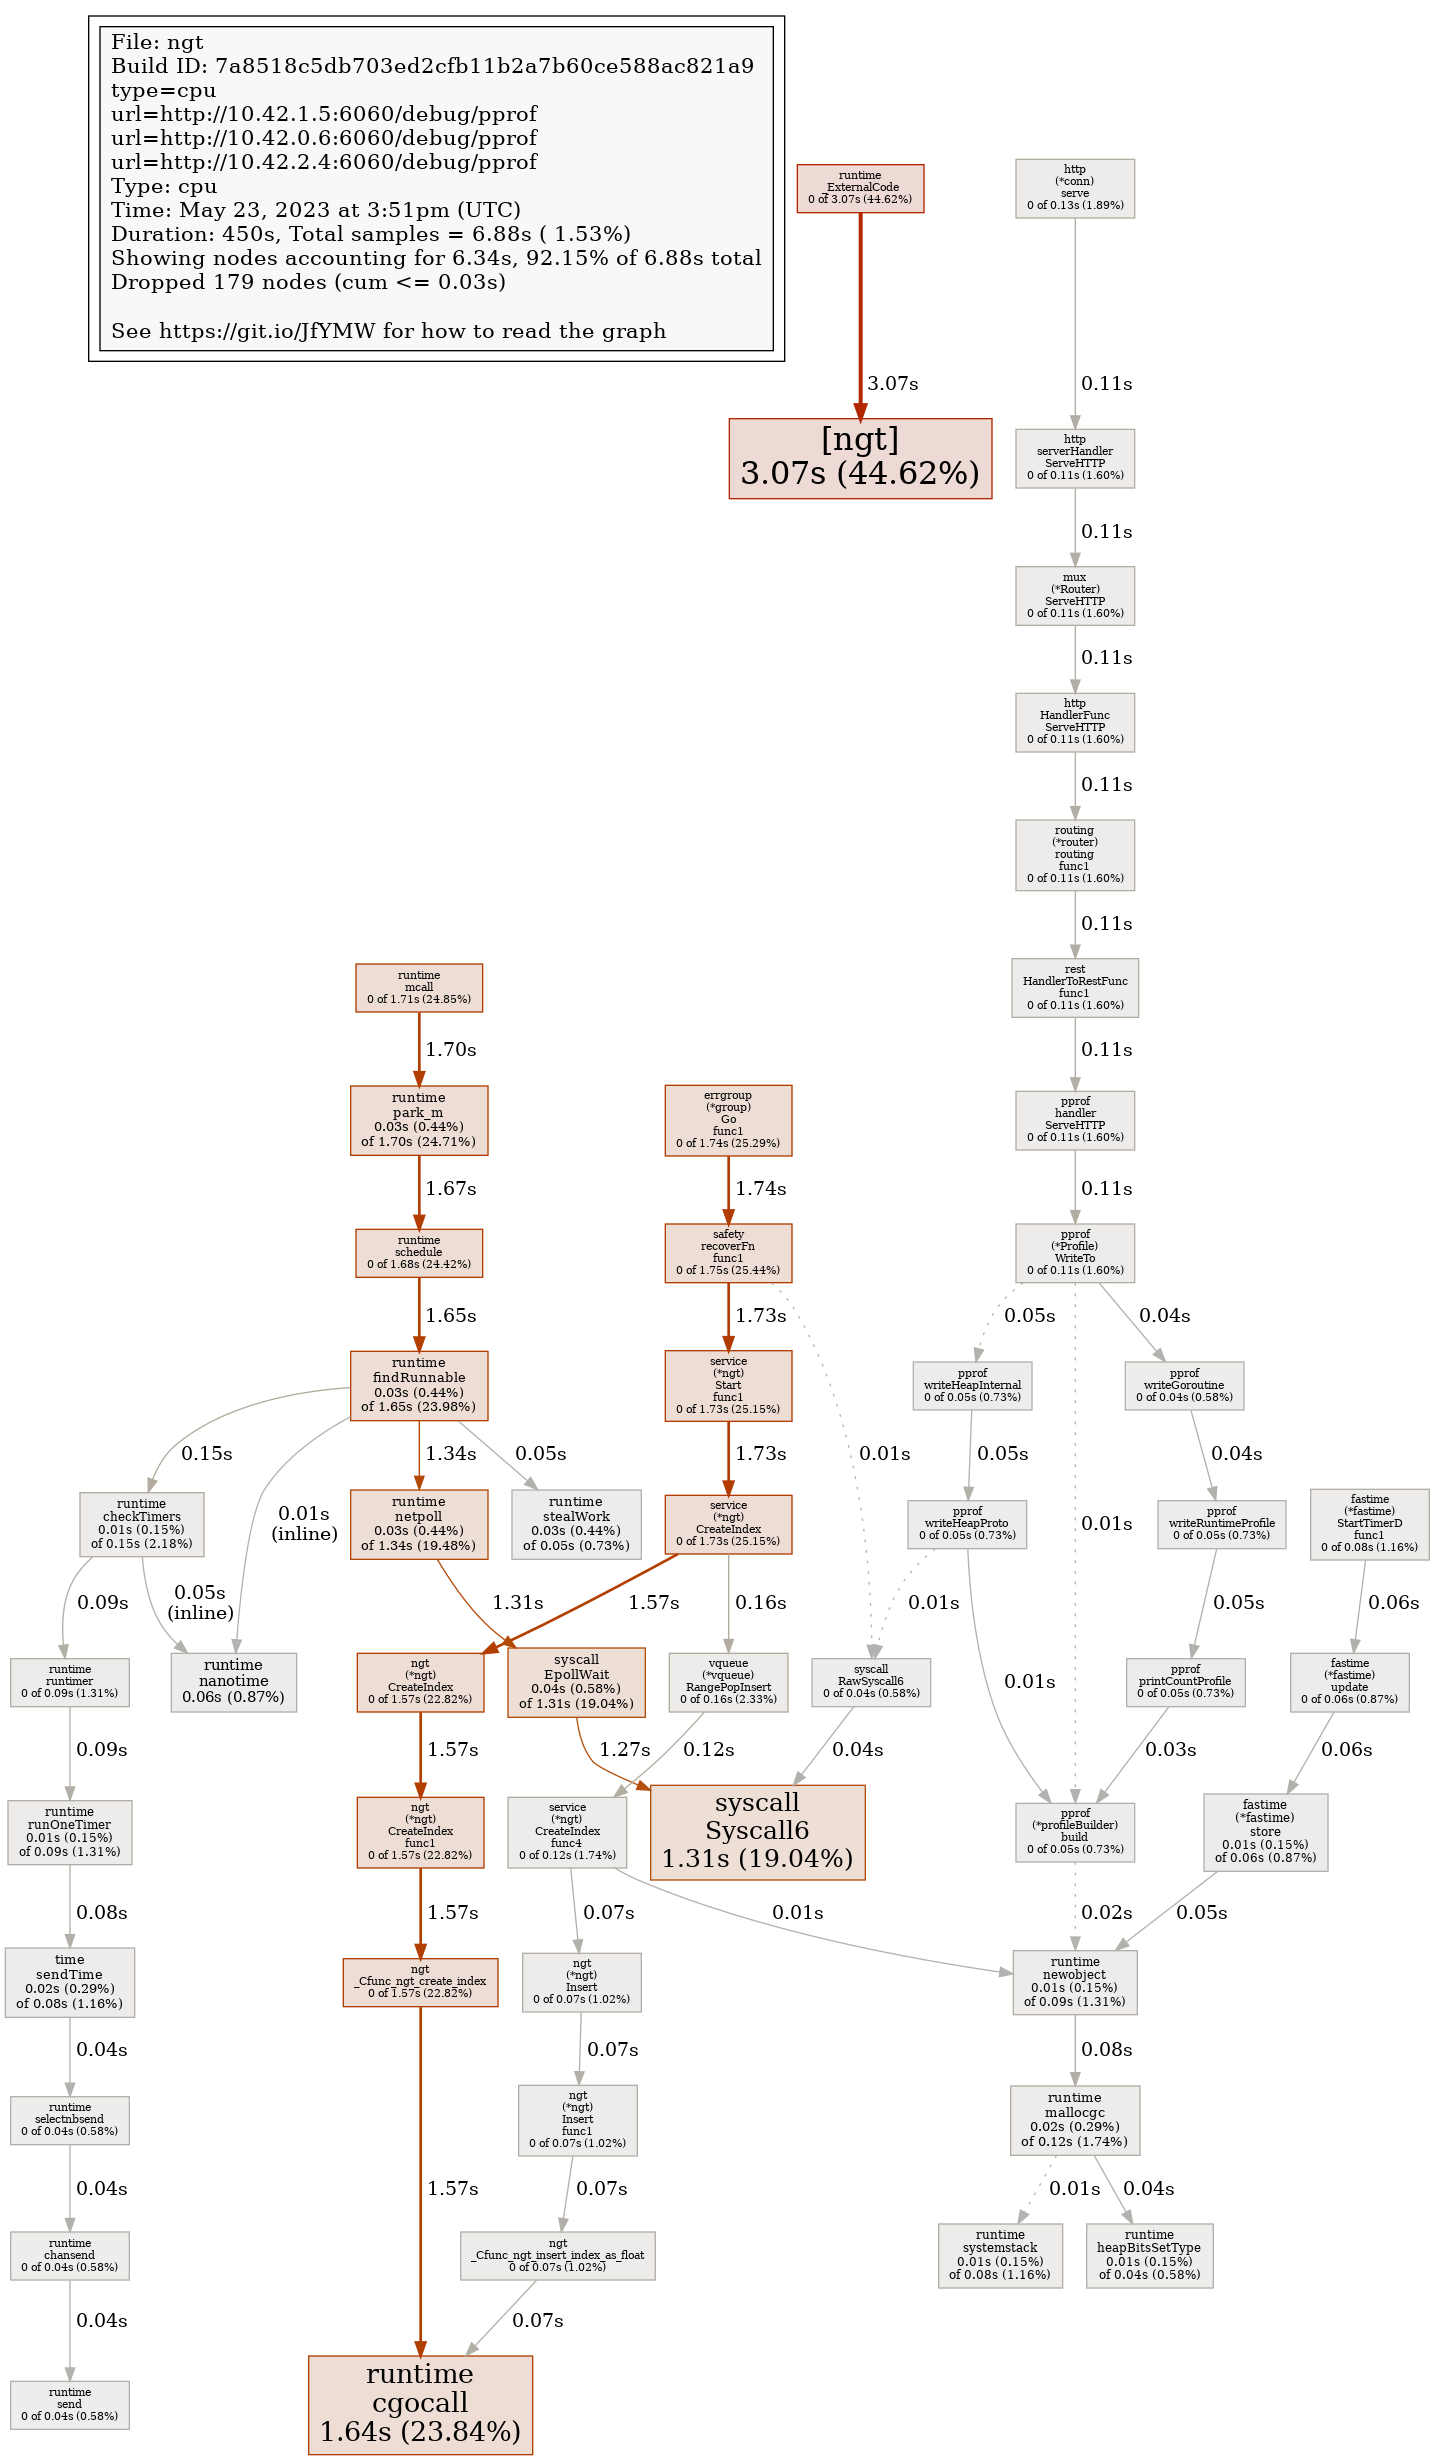 File: ngt
Build ID: 7a8518c5db703ed2cfb11b2a7b60ce588ac821a9
type=cpu
url=http://10.42.1.5:6060/debug/pprof
url=http://10.42.0.6:6060/debug/pprof
url=http://10.42.2.4:6060/debug/pprof
Type: cpu
Time: May 23, 2023 at 3:51pm (UTC)
Duration: 450s, Total samples = 6.88s ( 1.53%)
Showing nodes accounting for 6.34s, 92.15% of 6.88s total
Dropped 179 nodes (cum <= 0.03s)
See https://git.io/JfYMW for how to read the graph
runtime
_ExternalCode
0 of 3.07s (44.62%)
http
(*conn)
serve
0 of 0.13s (1.89%)
3.07s
0.11s
[ngt]
3.07s (44.62%)
http
serverHandler
ServeHTTP
0 of 0.11s (1.60%)
0.11s
mux
(*Router)
ServeHTTP
0 of 0.11s (1.60%)
0.11s
http
HandlerFunc
ServeHTTP
0 of 0.11s (1.60%)
0.11s
routing
(*router)
routing
func1
0 of 0.11s (1.60%)
0.11s
runtime
mcall
0 of 1.71s (24.85%)
rest
HandlerToRestFunc
func1
0 of 0.11s (1.60%)
1.70s
0.11s
runtime
park_m
0.03s (0.44%)
of 1.70s (24.71%)
errgroup
(*group)
Go
func1
0 of 1.74s (25.29%)
pprof
handler
ServeHTTP
0 of 0.11s (1.60%)
1.67s
1.74s
0.11s
runtime
schedule
0 of 1.68s (24.42%)
safety
recoverFn
func1
0 of 1.75s (25.44%)
pprof
(*Profile)
WriteTo
0 of 0.11s (1.60%)
1.65s
1.73s
0.05s
0.04s
runtime
findRunnable
0.03s (0.44%)
of 1.65s (23.98%)
service
(*ngt)
Start
func1
0 of 1.73s (25.15%)
pprof
writeHeapInternal
0 of 0.05s (0.73%)
pprof
writeGoroutine
0 of 0.04s (0.58%)
0.15s
0.01s
(inline)
1.34s
0.05s
1.73s
0.01s
0.05s
0.01s
0.04s
runtime
checkTimers
0.01s (0.15%)
of 0.15s (2.18%)
runtime
netpoll
0.03s (0.44%)
of 1.34s (19.48%)
runtime
stealWork
0.03s (0.44%)
of 0.05s (0.73%)
service
(*ngt)
CreateIndex
0 of 1.73s (25.15%)
pprof
writeHeapProto
0 of 0.05s (0.73%)
pprof
writeRuntimeProfile
0 of 0.05s (0.73%)
fastime
(*fastime)
StartTimerD
func1
0 of 0.08s (1.16%)
0.09s
0.05s
(inline)
1.31s
1.57s
0.16s
0.01s
0.01s
0.05s
0.06s
runtime
runtimer
0 of 0.09s (1.31%)
runtime
nanotime
0.06s (0.87%)
ngt
(*ngt)
CreateIndex
0 of 1.57s (22.82%)
syscall
EpollWait
0.04s (0.58%)
of 1.31s (19.04%)
vqueue
(*vqueue)
RangePopInsert
0 of 0.16s (2.33%)
syscall
RawSyscall6
0 of 0.04s (0.58%)
pprof
printCountProfile
0 of 0.05s (0.73%)
fastime
(*fastime)
update
0 of 0.06s (0.87%)
0.09s
1.57s
1.27s
0.12s
0.04s
0.03s
0.06s
runtime
runOneTimer
0.01s (0.15%)
of 0.09s (1.31%)
ngt
(*ngt)
CreateIndex
func1
0 of 1.57s (22.82%)
service
(*ngt)
CreateIndex
func4
0 of 0.12s (1.74%)
syscall
Syscall6
1.31s (19.04%)
pprof
(*profileBuilder)
build
0 of 0.05s (0.73%)
fastime
(*fastime)
store
0.01s (0.15%)
of 0.06s (0.87%)
0.08s
1.57s
0.07s
0.01s
0.02s
0.05s
time
sendTime
0.02s (0.29%)
of 0.08s (1.16%)
ngt
_Cfunc_ngt_create_index
0 of 1.57s (22.82%)
ngt
(*ngt)
Insert
0 of 0.07s (1.02%)
runtime
newobject
0.01s (0.15%)
of 0.09s (1.31%)
0.04s
0.07s
0.08s
runtime
selectnbsend
0 of 0.04s (0.58%)
ngt
(*ngt)
Insert
func1
0 of 0.07s (1.02%)
runtime
mallocgc
0.02s (0.29%)
of 0.12s (1.74%)
0.04s
1.57s
0.07s
0.01s
0.04s
runtime
chansend
0 of 0.04s (0.58%)
ngt
_Cfunc_ngt_insert_index_as_float
0 of 0.07s (1.02%)
runtime
systemstack
0.01s (0.15%)
of 0.08s (1.16%)
runtime
heapBitsSetType
0.01s (0.15%)
of 0.04s (0.58%)
0.04s
0.07s
runtime
send
0 of 0.04s (0.58%)
runtime
cgocall
1.64s (23.84%)